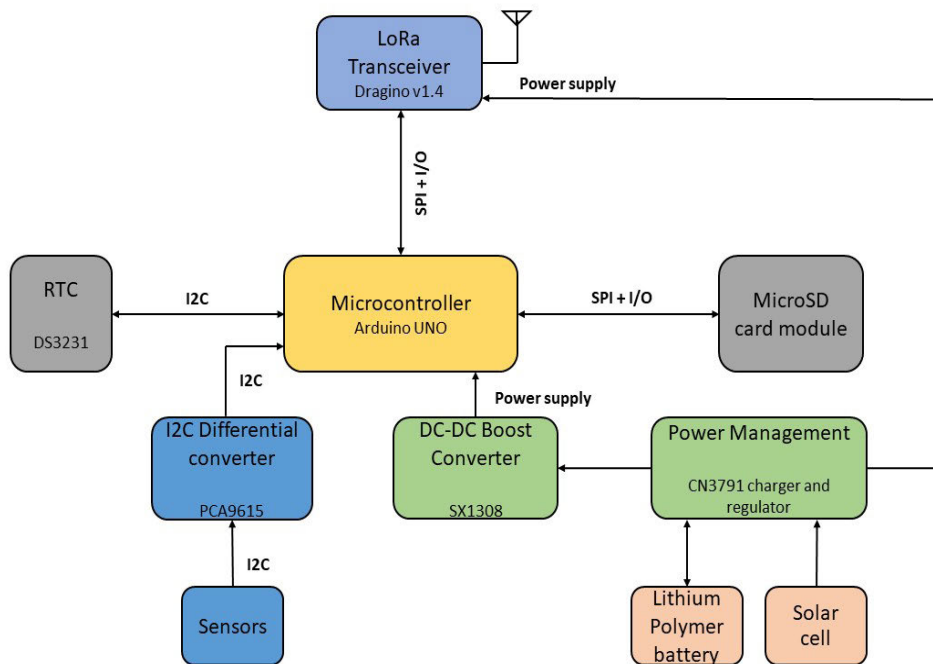 LoRa
Transceiver
Dragino v1.4
Power supply
SPI + I/O
RTC
DS3231
I2C
Microcontroller
Arduino UNO
SPI + I/O
MicroSD
card module
I2C
Power supply
I2C Differential
converter
PCA9615
DC-DC Boost
Converter
SX1308
Power Management
CN3791 charger and
regulator
I2C
Sensors
Lithium
Polymer
battery
Solar
cell